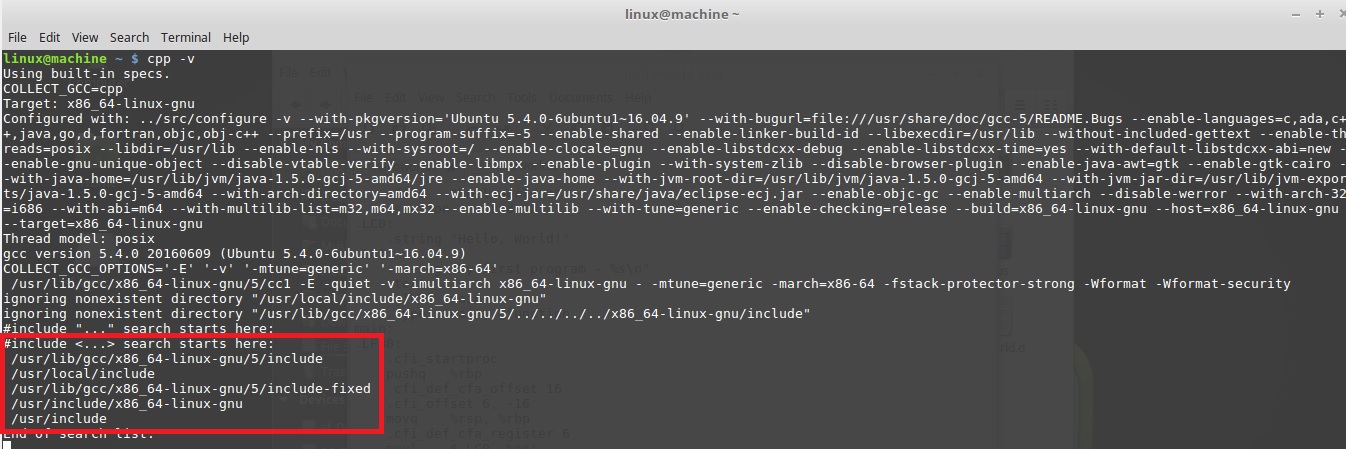 linux@machine ~
File Edit View Search Terminal Help
linux@machine ~ $ cpp -v
Using built-in specs.
COLLECT_GCC=cpp
Target: x86_64-linux-gnu
Configured with: ../src/configure -v --with-pkgversion='Ubuntu 5.4.0-6ubuntu1~16.04.9' --with-bugurl=file:///usr/share/doc/gcc-5/README.Bugs --enable-languages=c,ada,c+
+,java,go,d,fortran,objc,obj-c++ --prefix=/usr --program-suffix=-5 --enable-shared --enable-linker-build-id --libexecdir=/usr/lib --without-included-gettext --enable-th
reads=posix --libdir=/usr/lib --enable-nls --with-sysroot=/ --enable-clocale=gnu --enable-libstdcxx-debug --enable-libstdcxx-time=yes --with-default-libstdcxx-abi=new -
-enable-gnu-unique-object --disable-vtable-verify --enable-libmpx --enable-plugin --with-system-zlib --disable-browser-plugin --enable-java-awt=gtk --enable-gtk-cairo -
-with-java-home=/usr/lib/jvm/java-1.5.0-gcj-5-amd64/jre --enable-java-home --with-jvm-root-dir=/usr/lib/jvm/java-1.5.0-gcj-5-amd64 --with-jvm-jar-dir=/usr/lib/jvm-expor
ts/java-1.5.0-gcj-5-amd64 --with-arch-directory=amd64 --with-ecj-jar=/usr/share/java/eclipse-ecj.jar --enable-objc-gc --enable-multiarch --disable-werror --with-arch-32
=i686 --with-abi=m64 --with-multilib-list=m32,m64,mx32 --enable-multilib --with-tune=generic --enable-checking=release --build=x86_64-linux-gnu --host=x86_64-linux-gnu
--target=x86_64-linux-gnu
Thread model: posix
gcc version 5.4.0 20160609 (Ubuntu 5.4.0-6ubuntu1~16.04.9)
COLLECT_GCC_OPTIONS='-E' '-v' '-mtune=generic' '-march=x86-64'
/usr/lib/gcc/x86_64-linux-gnu/5/cc1 -E -quiet -v -imultiarch x86_64-linux-gnu - -mtune=generic -march=x86-64 -fstack-protector-strong -Wformat -Wformat-security
ignoring nonexistent directory "/usr/local/include/x86_64-linux-gnu"
ignoring nonexistent directory "/usr/lib/gcc/x86_64-linux-gnu/5/../../../../x86_64-linux-gnu/include"
#include "..." search starts here:
#include <...> search starts here:
/usr/lib/gcc/x86_64-linux-gnu/5/include
/usr/local/include
/usr/lib/gcc/x86_64-linux-gnu/5/include-fixed
/usr/include/x86_64-linux-gnu
/usr/include
End of search list.